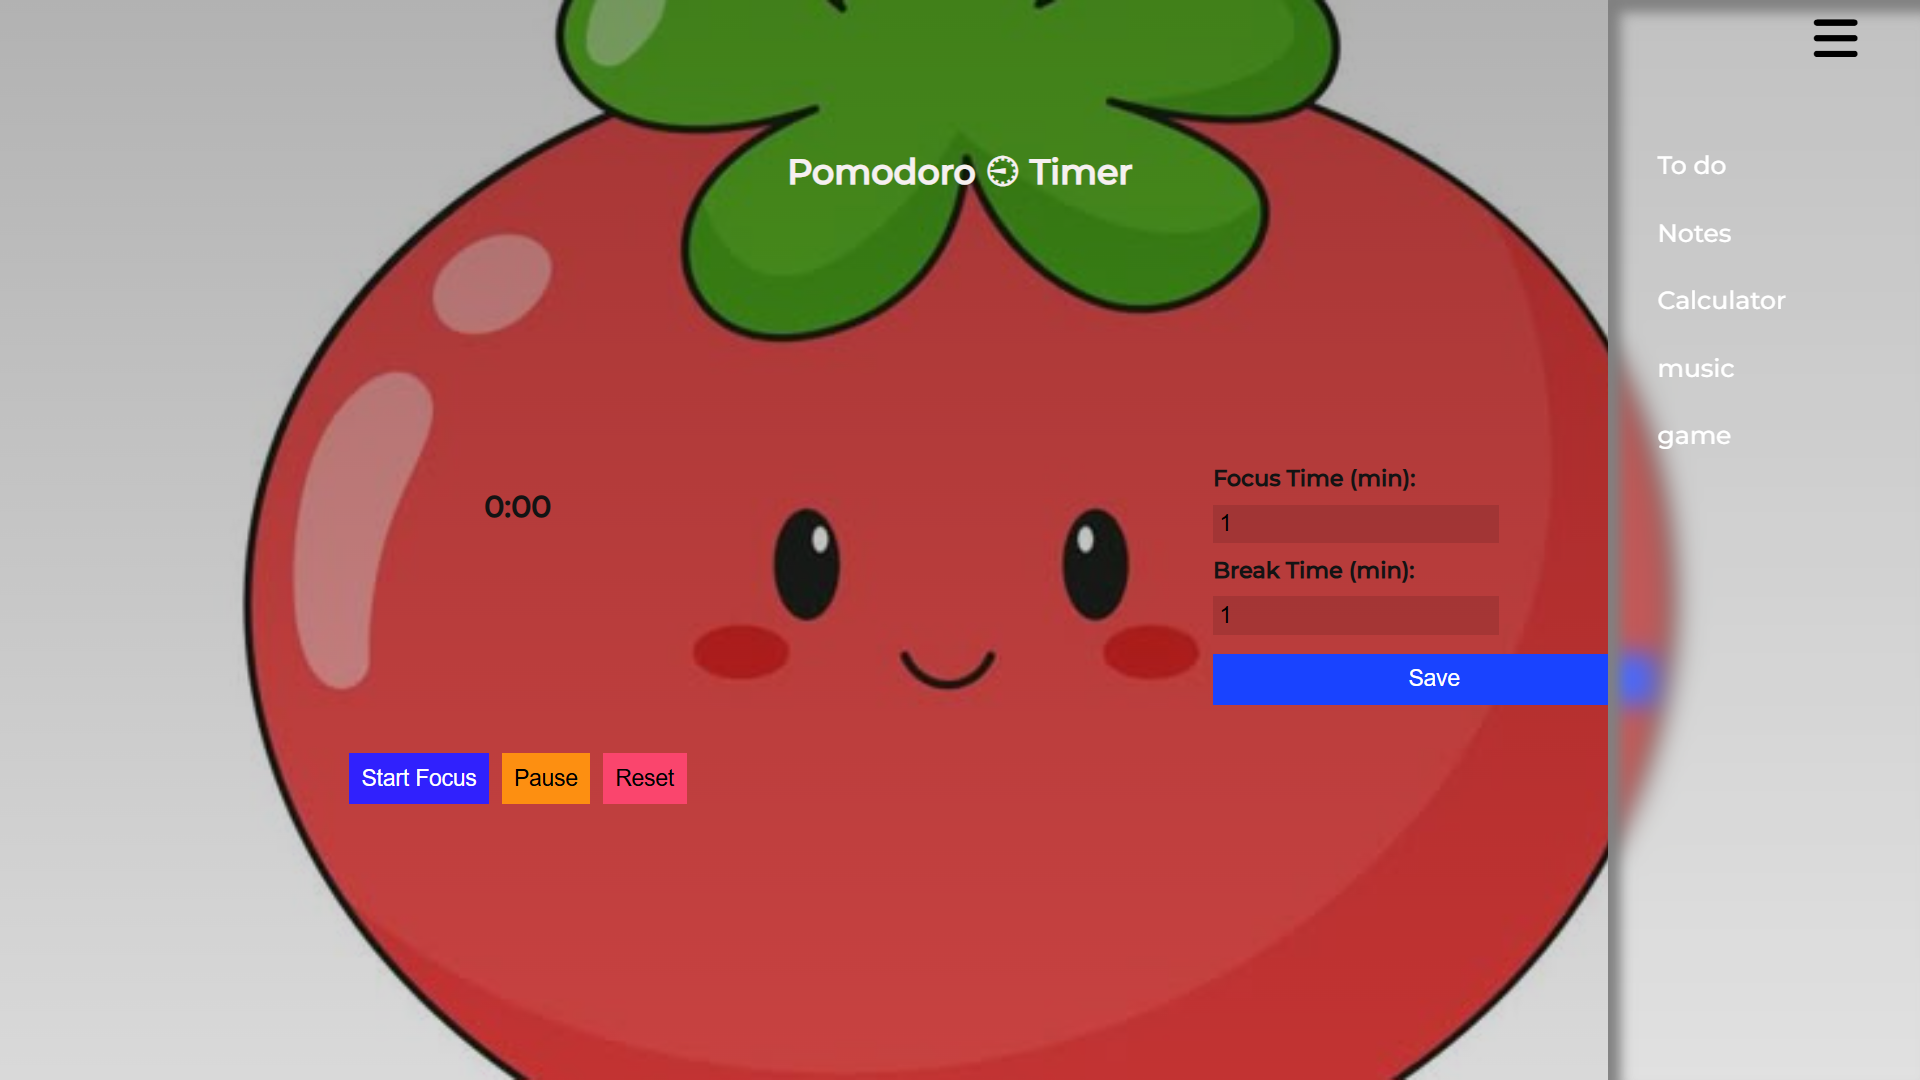 Pomodoro Timer
0:00
Start Focus
Pause
Reset
Focus Time (min):
1
Break Time (min):
1
Save
To do
Notes
Calculator
music
game